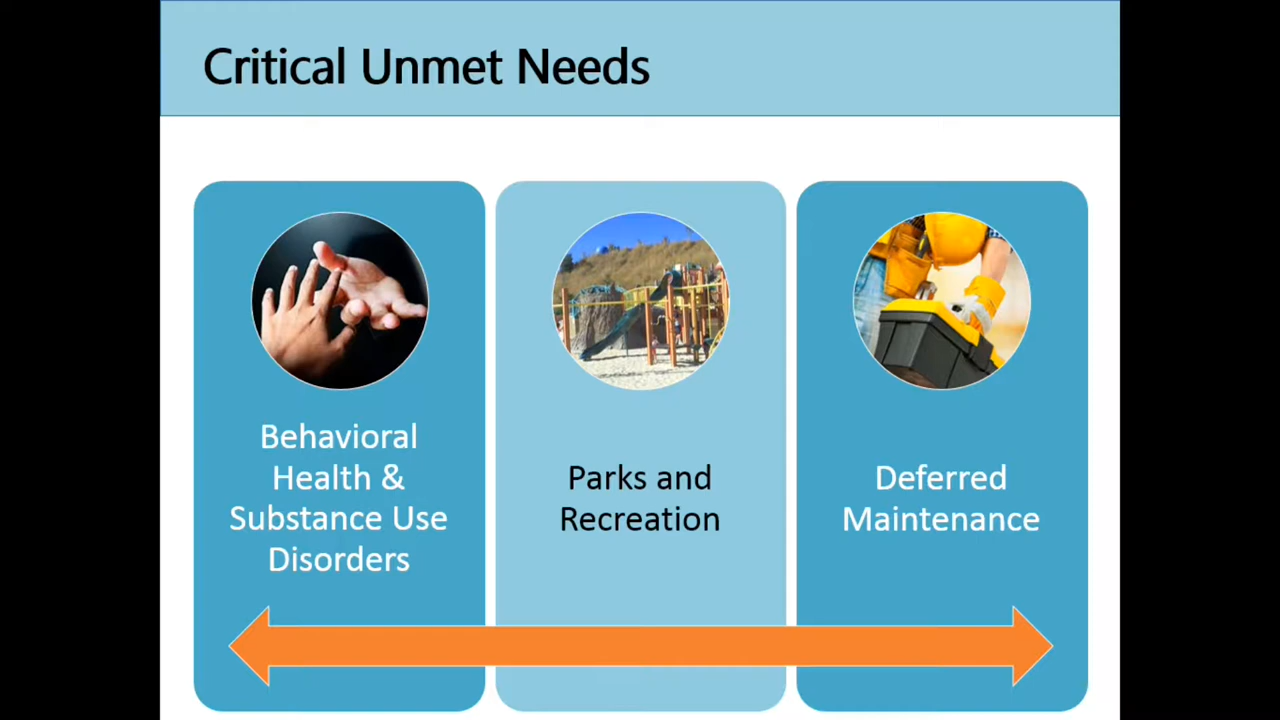 Critical Unmet Needs
Behavioral
Health &
Substance Use
Disorders
Parks and
Recreation
Deferred
Maintenance